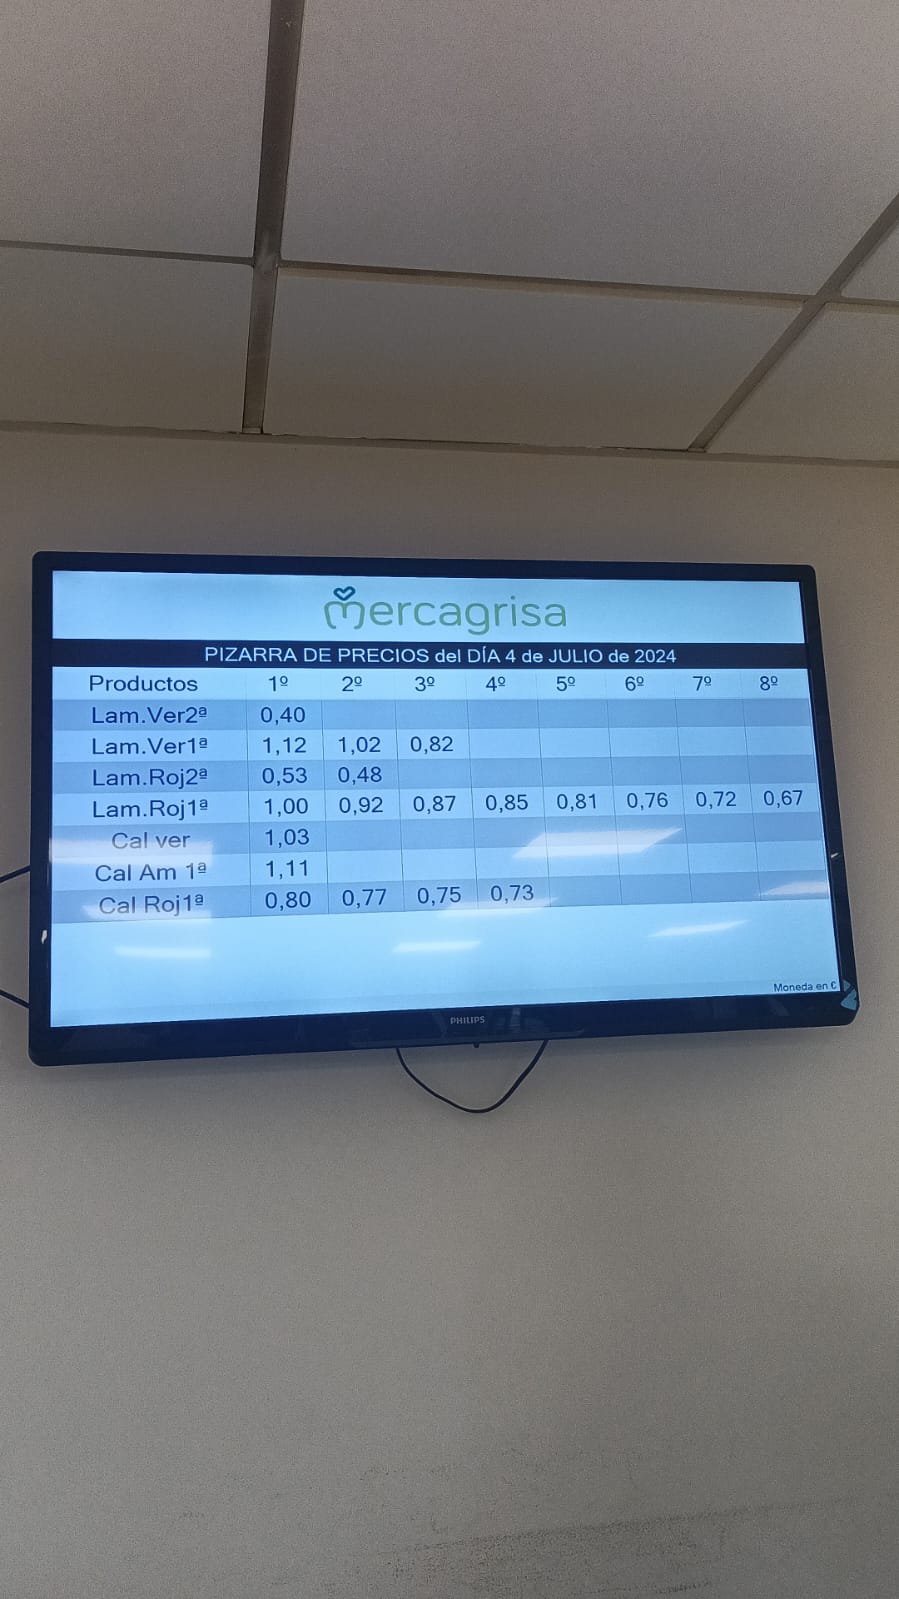 mercagrisa
PIZARRA DE PRECIOS del DÍA 4 de JULIO de 2024
Productos 1º 2º 3º 4º 5º 6º 7º 8º
Lam.Ver2ª 0,40
Lam.Ver1ª 1,12 1,02 0,82
Lam.Roj2ª 0,53 0,48
Lam.Roj1ª 1,00 0,92 0,87 0,85 0,81 0,76 0,72 0,67
Cal ver 1,03
Cal Am 1ª 1,11
Cal Roj1ª 0,80 0,77 0,75 0,73
Moneda en €
PHILIPS